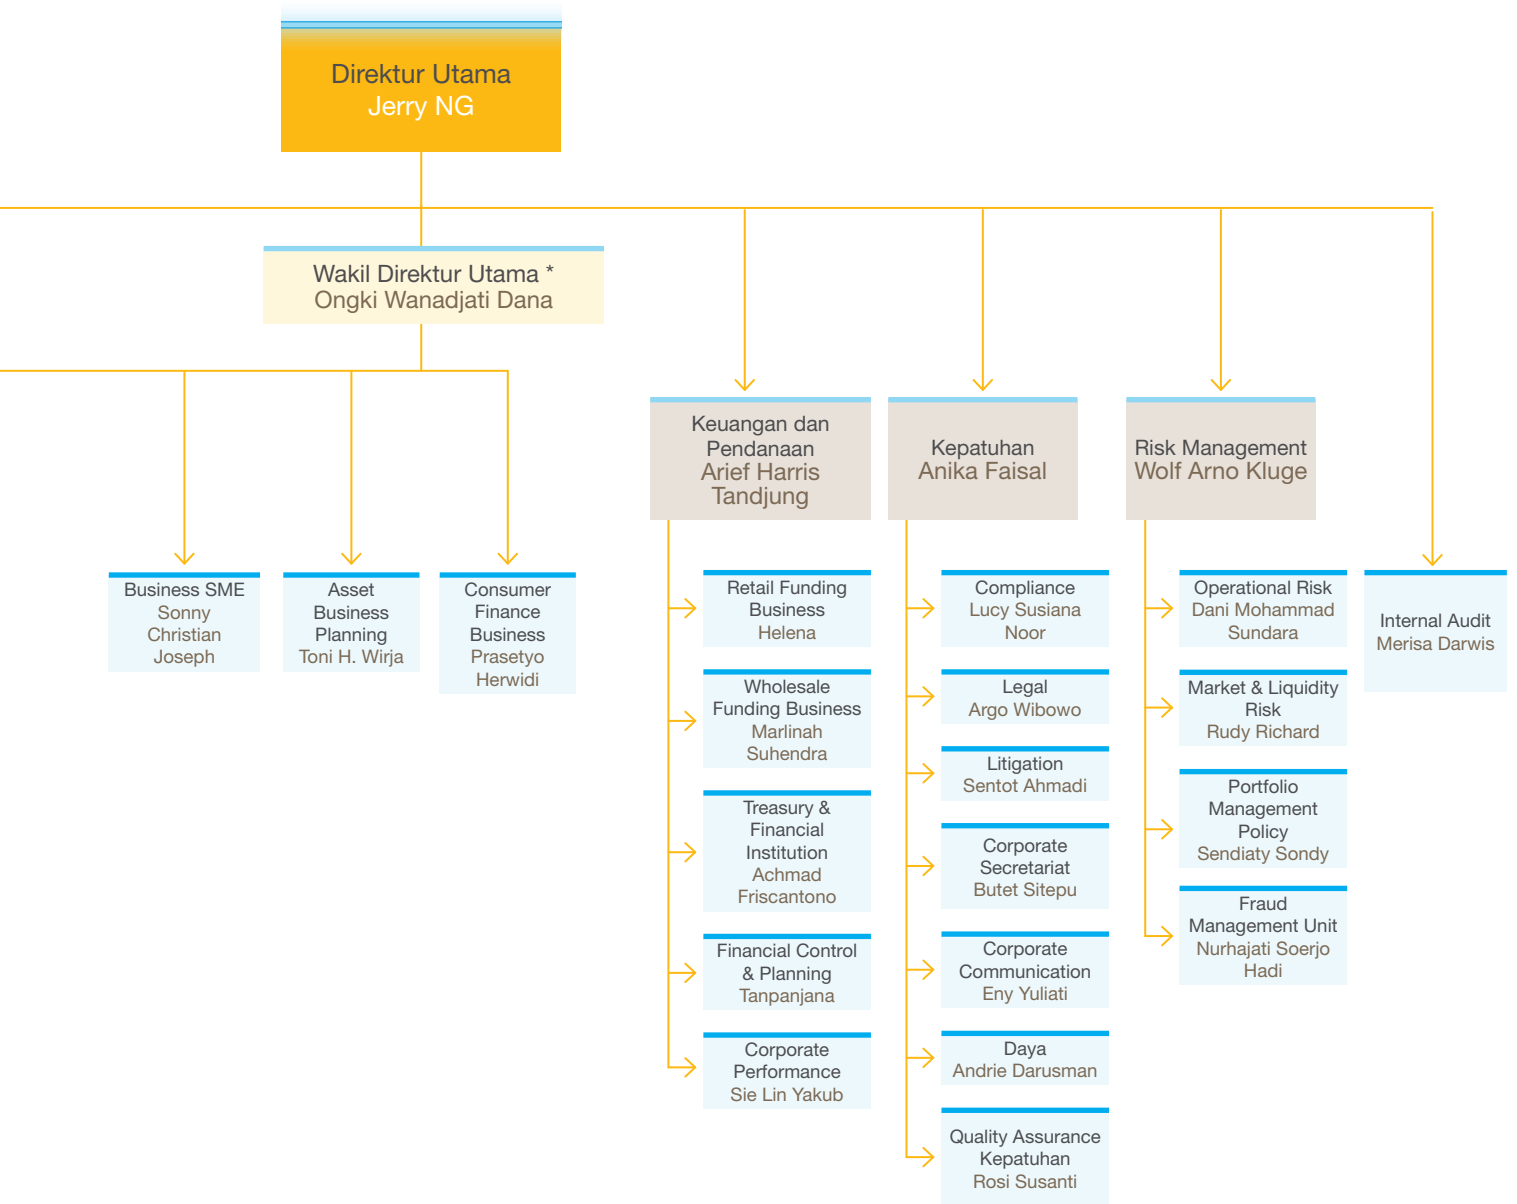 Direktur Utama
Jerry NG
Wakil Direktur Utama *
Ongki Wanadjati Dana
Business SME
Sonny
Christian
Joseph
Asset
Business
Planning
Toni H. Wirja
Consumer
Finance
Business
Prasetyo
Herwidi
Keuangan dan
Pendanaan
Arief Harris
Tandjung
Retail Funding
Business
Helena
Wholesale
Funding Business
Marlinah
Suhendra
Treasury &
Financial
Institution
Achmad
Friscantono
Financial Control
& Planning
Tanpanjana
Corporate
Performance
Sie Lin Yakub
Kepatuhan
Anika Faisal
Compliance
Lucy Susiana
Noor
Legal
Argo Wibowo
Litigation
Sentot Ahmadi
Corporate
Secretariat
Butet Sitepu
Corporate
Communication
Eny Yuliati
Daya
Andrie Darusman
Quality Assurance
Kepatuhan
Rosi Susanti
Risk Management
Wolf Arno Kluge
Operational Risk
Dani Mohammad
Sundara
Market & Liquidity
Risk
Rudy Richard
Portfolio
Management
Policy
Sendiaty Sondy
Fraud
Management Unit
Nurhajati Soerjo
Hadi
Internal Audit
Merisa Darwis